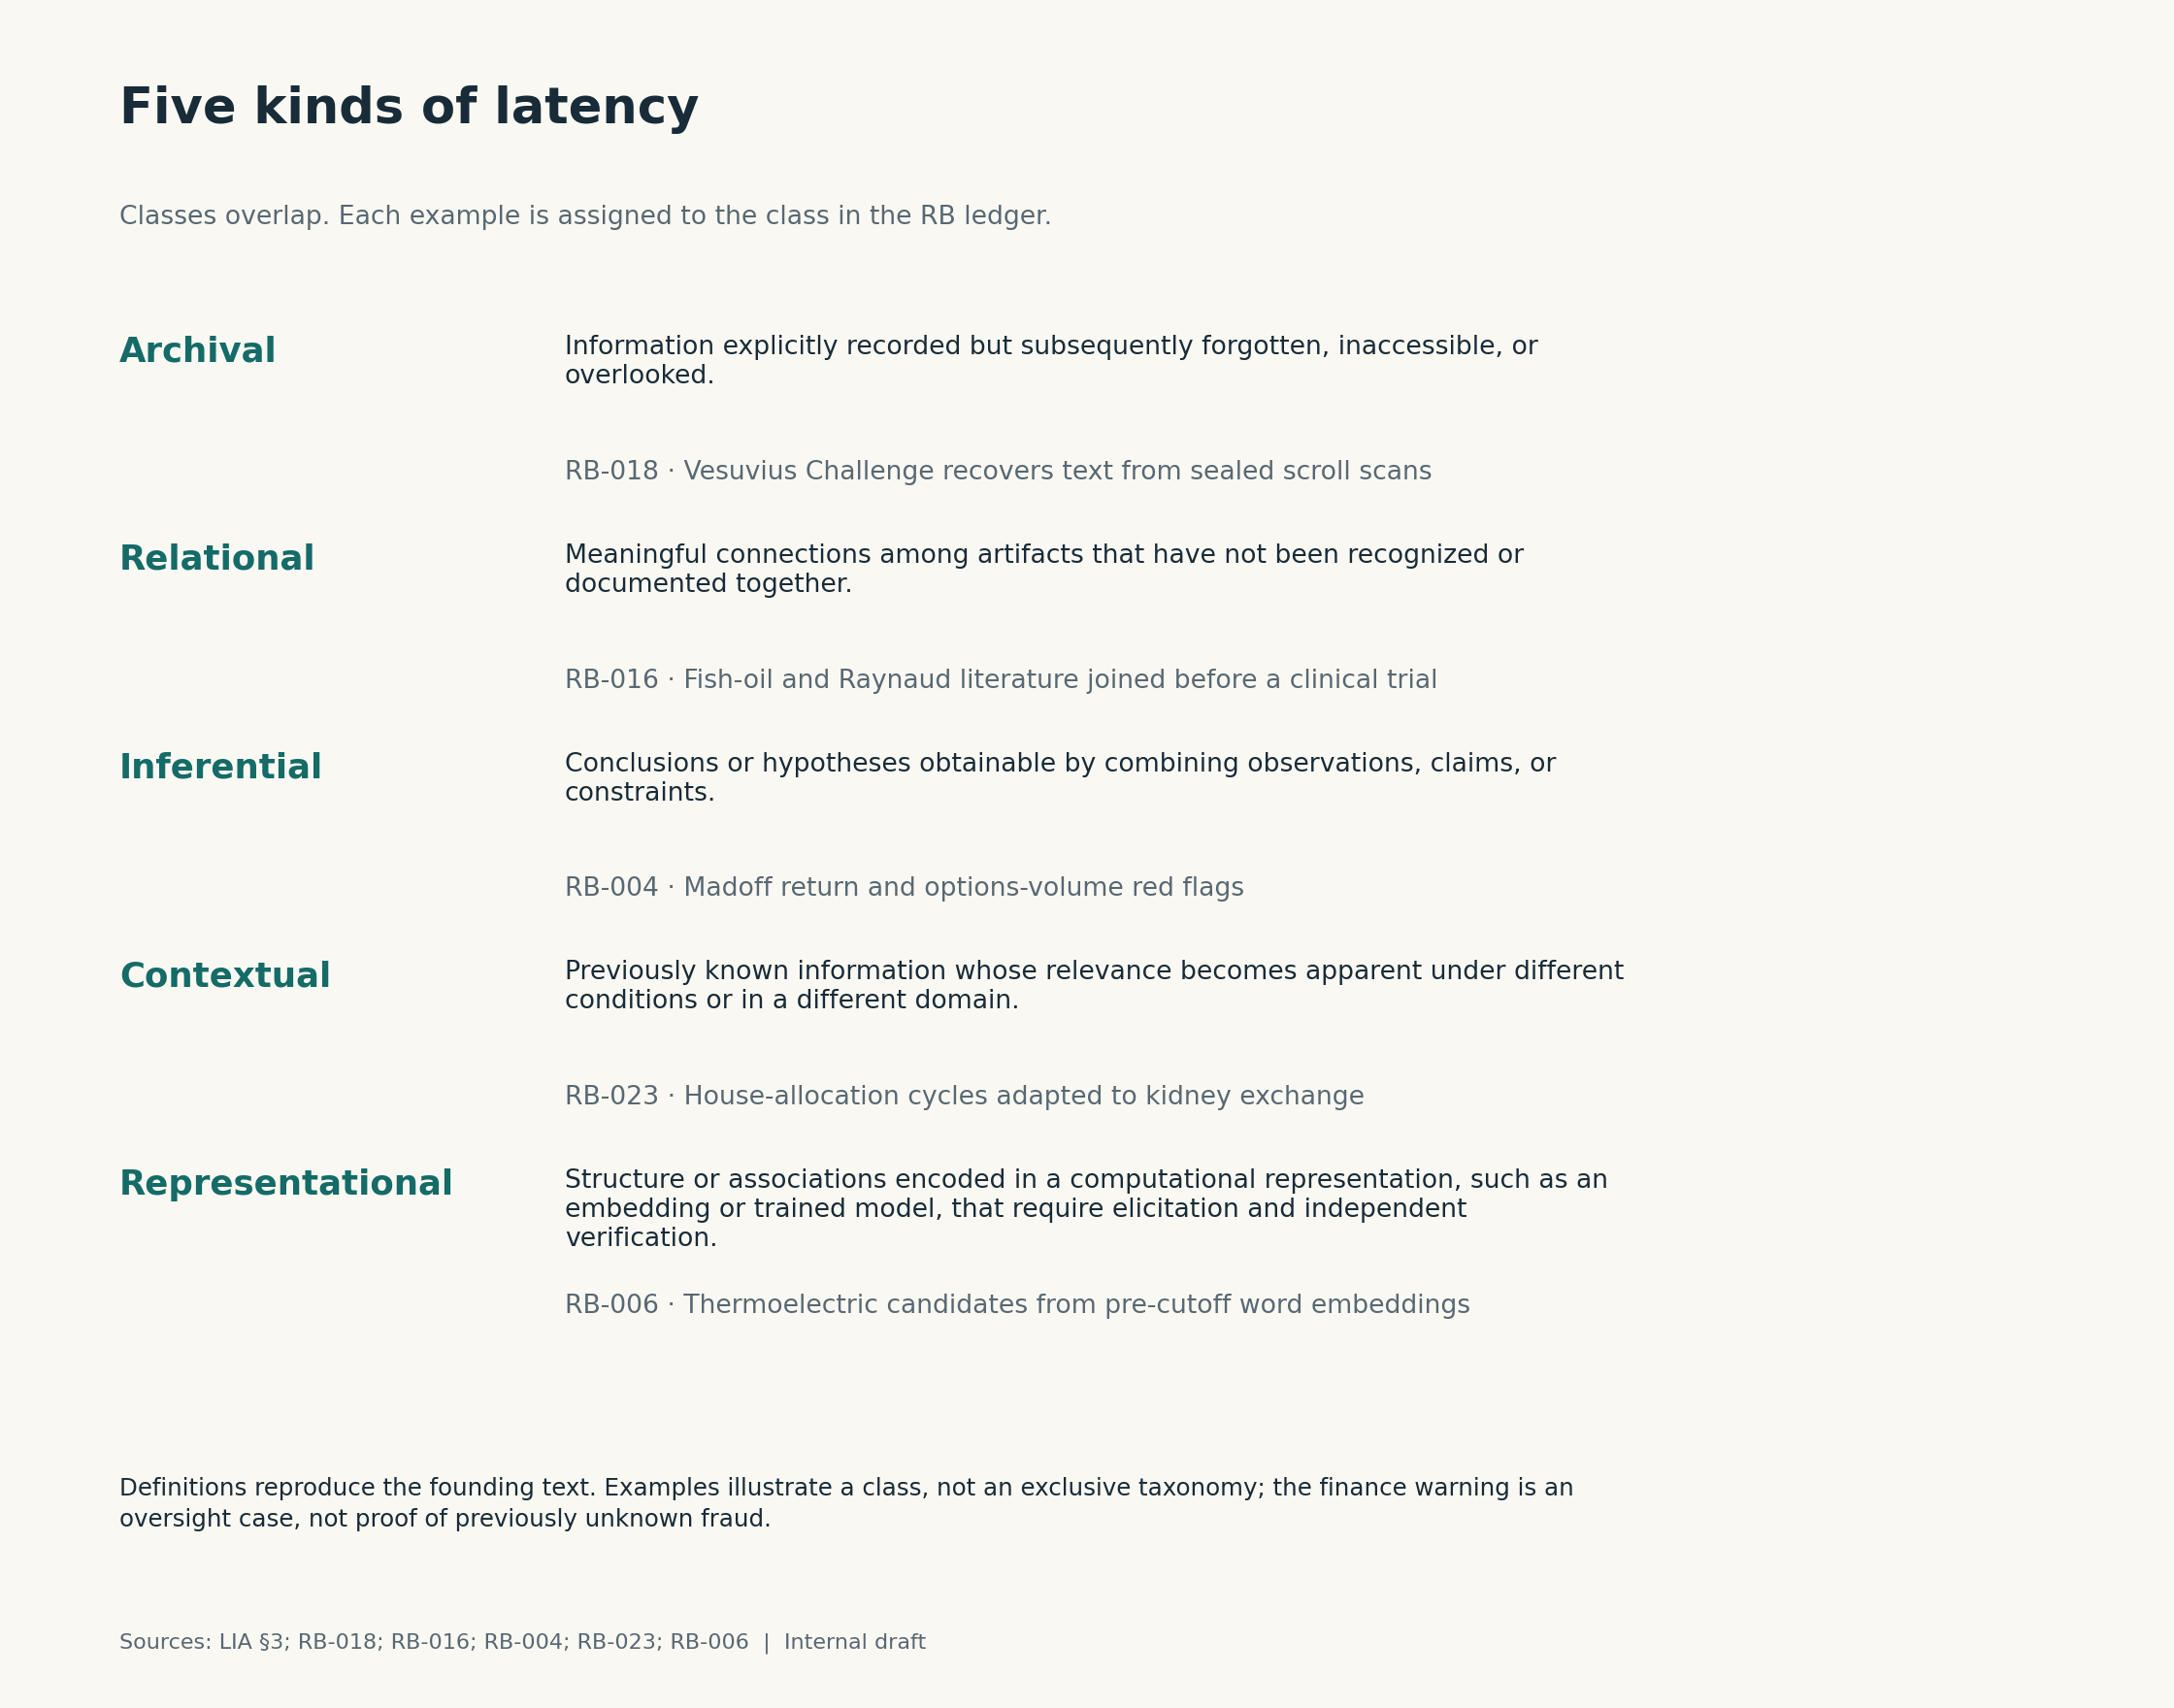 Five kinds of latency
Classes overlap. Each example is assigned to the class in the RB ledger.
Archival
Information explicitly recorded but subsequently forgotten, inaccessible, or
overlooked.
RB-018 · Vesuvius Challenge recovers text from sealed scroll scans
Relational
Meaningful connections among artifacts that have not been recognized or
documented together.
RB-016 · Fish-oil and Raynaud literature joined before a clinical trial
Inferential
Conclusions or hypotheses obtainable by combining observations, claims, or
constraints.
RB-004 · Madoff return and options-volume red flags
Contextual
Previously known information whose relevance becomes apparent under different
conditions or in a different domain.
RB-023 · House-allocation cycles adapted to kidney exchange
Representational
Structure or associations encoded in a computational representation, such as an
embedding or trained model, that require elicitation and independent
verification.
RB-006 · Thermoelectric candidates from pre-cutoff word embeddings
Definitions reproduce the founding text. Examples illustrate a class, not an exclusive taxonomy; the finance warning is an
oversight case, not proof of previously unknown fraud.
Sources: LIA §3; RB-018; RB-016; RB-004; RB-023; RB-006 | Internal draft